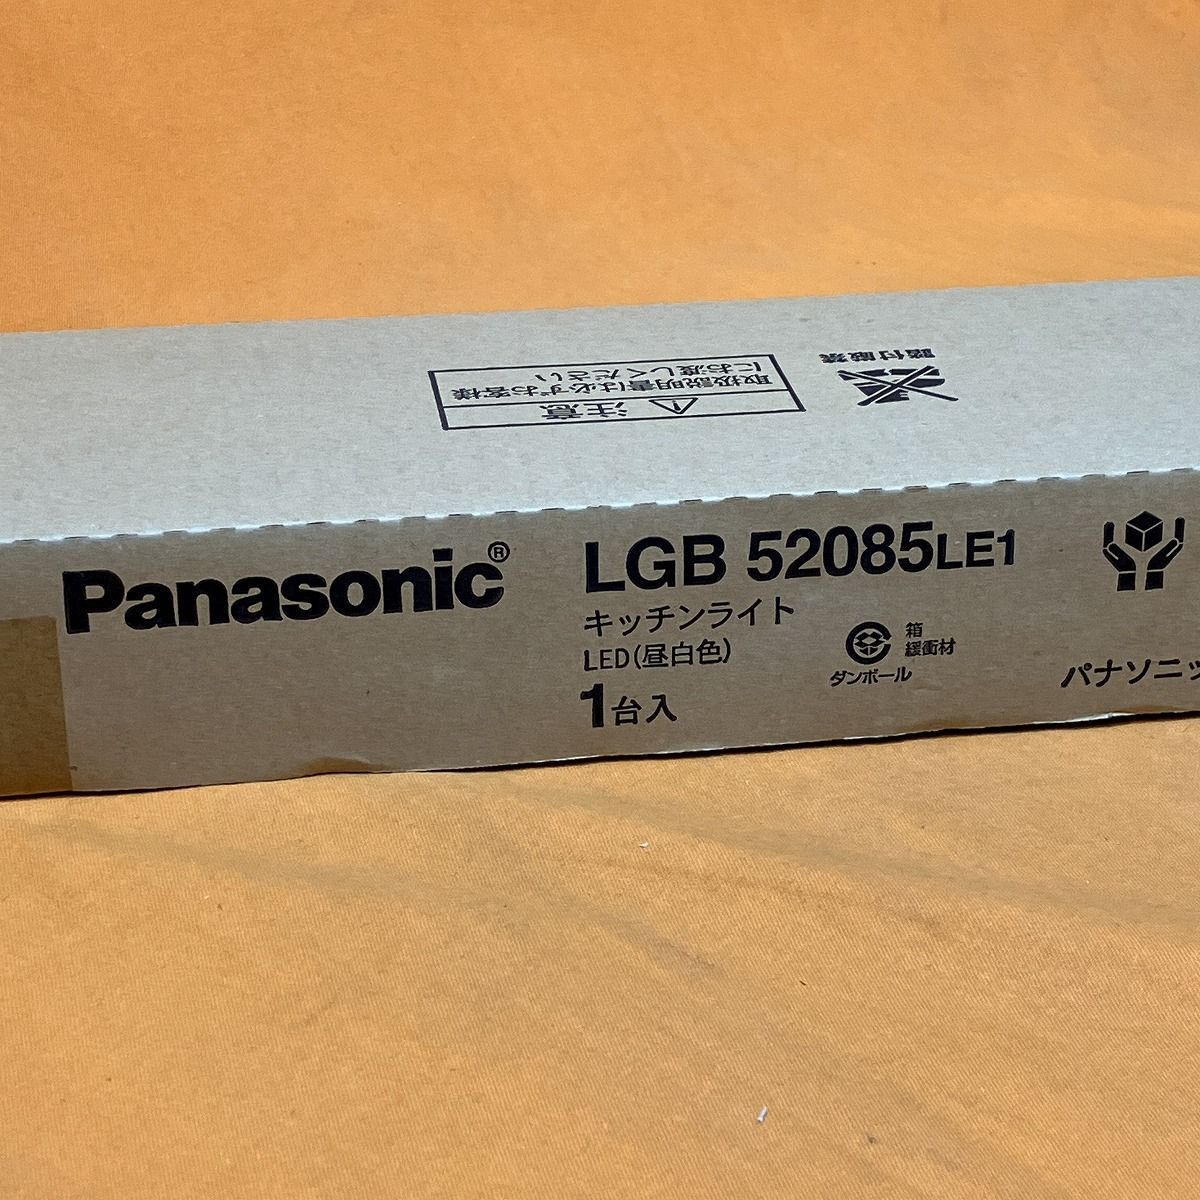 踏付厳禁
⚠ 注意
取扱説明書は必ずお客様
にお渡しください
Panasonic®
LGB 52085LE1
キッチンライト
LED(昼白色)
1台入
箱
緩衝材
ダンボール
パナソニッ